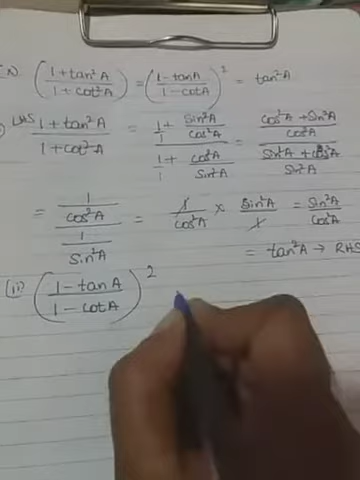 (x) (1+tan²A / 1+cot²A) = (1-tanA / 1-cotA)² = tan²A
LHS 1+tan²A / 1+cot²A = (1/1 + sin²A/cos²A) / (1/1 + cos²A/sin²A) = (cos²A+sin²A / cos²A) / (sin²A+cos²A / sin²A)
= (1/cos²A) / (1/sin²A) = 1/cos²A × sin²A/1 = sin²A/cos²A
= tan²A → RHS
(ii) (1-tanA / 1-cotA)²